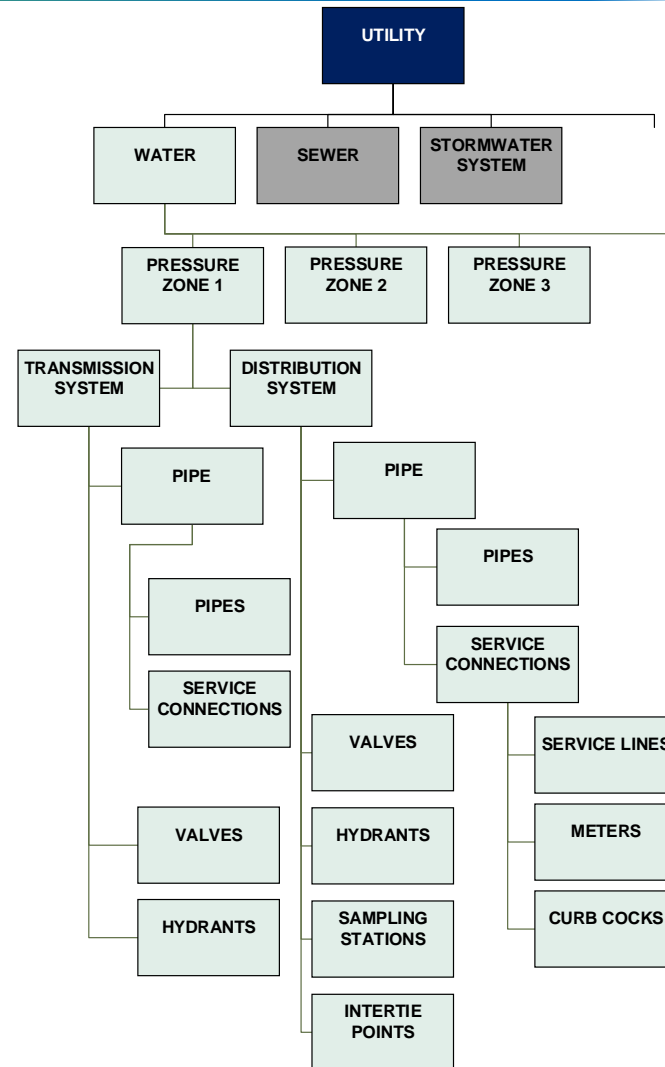 UTILITY
WATER
SEWER
STORMWATER
SYSTEM
PRESSURE
ZONE 1
PRESSURE
ZONE 2
PRESSURE
ZONE 3
TRANSMISSION
SYSTEM
DISTRIBUTION
SYSTEM
PIPE
PIPE
PIPES
PIPES
SERVICE
CONNECTIONS
SERVICE
CONNECTIONS
VALVES
SERVICE LINES
VALVES
HYDRANTS
METERS
HYDRANTS
SAMPLING
STATIONS
CURB COCKS
INTERTIE
POINTS